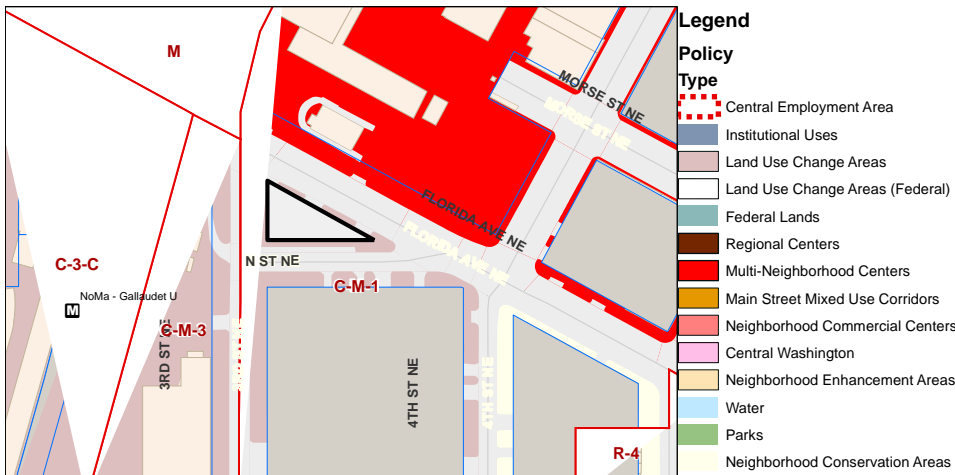 Legend
Policy
Type
Central Employment Area
Institutional Uses
Land Use Change Areas
Land Use Change Areas (Federal)
Federal Lands
Regional Centers
Multi-Neighborhood Centers
Main Street Mixed Use Corridors
Neighborhood Commercial Centers
Central Washington
Neighborhood Enhancement Areas
Water
Parks
Neighborhood Conservation Areas
M
MORSE ST NE
MORSE ST NE
FLORIDA AVE NE
FLORIDA AVE NE
N ST NE
C-3-C
NoMa - Gallaudet U
M
C-M-1
C-M-3
3RD ST NE
4TH ST NE
4TH ST NE
R-4